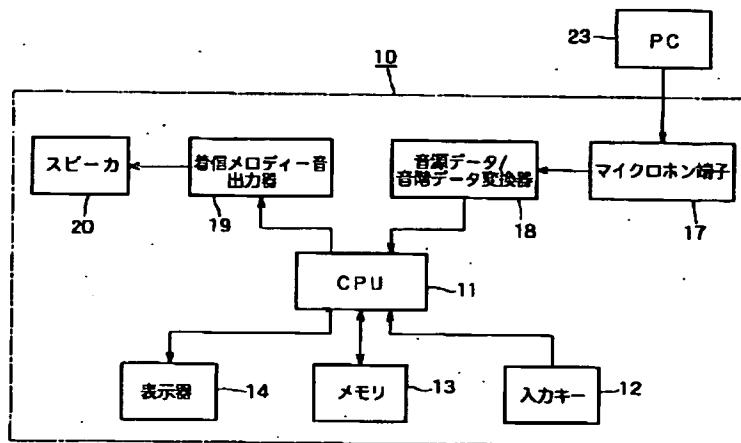 23
PC
10
スピーカ
着信メロディー音
出力器
音源データ/
音階データ変換器
マイクロホン端子
20
19
18
17
CPU
11
表示器
14
メモリ
13
入力キー
12